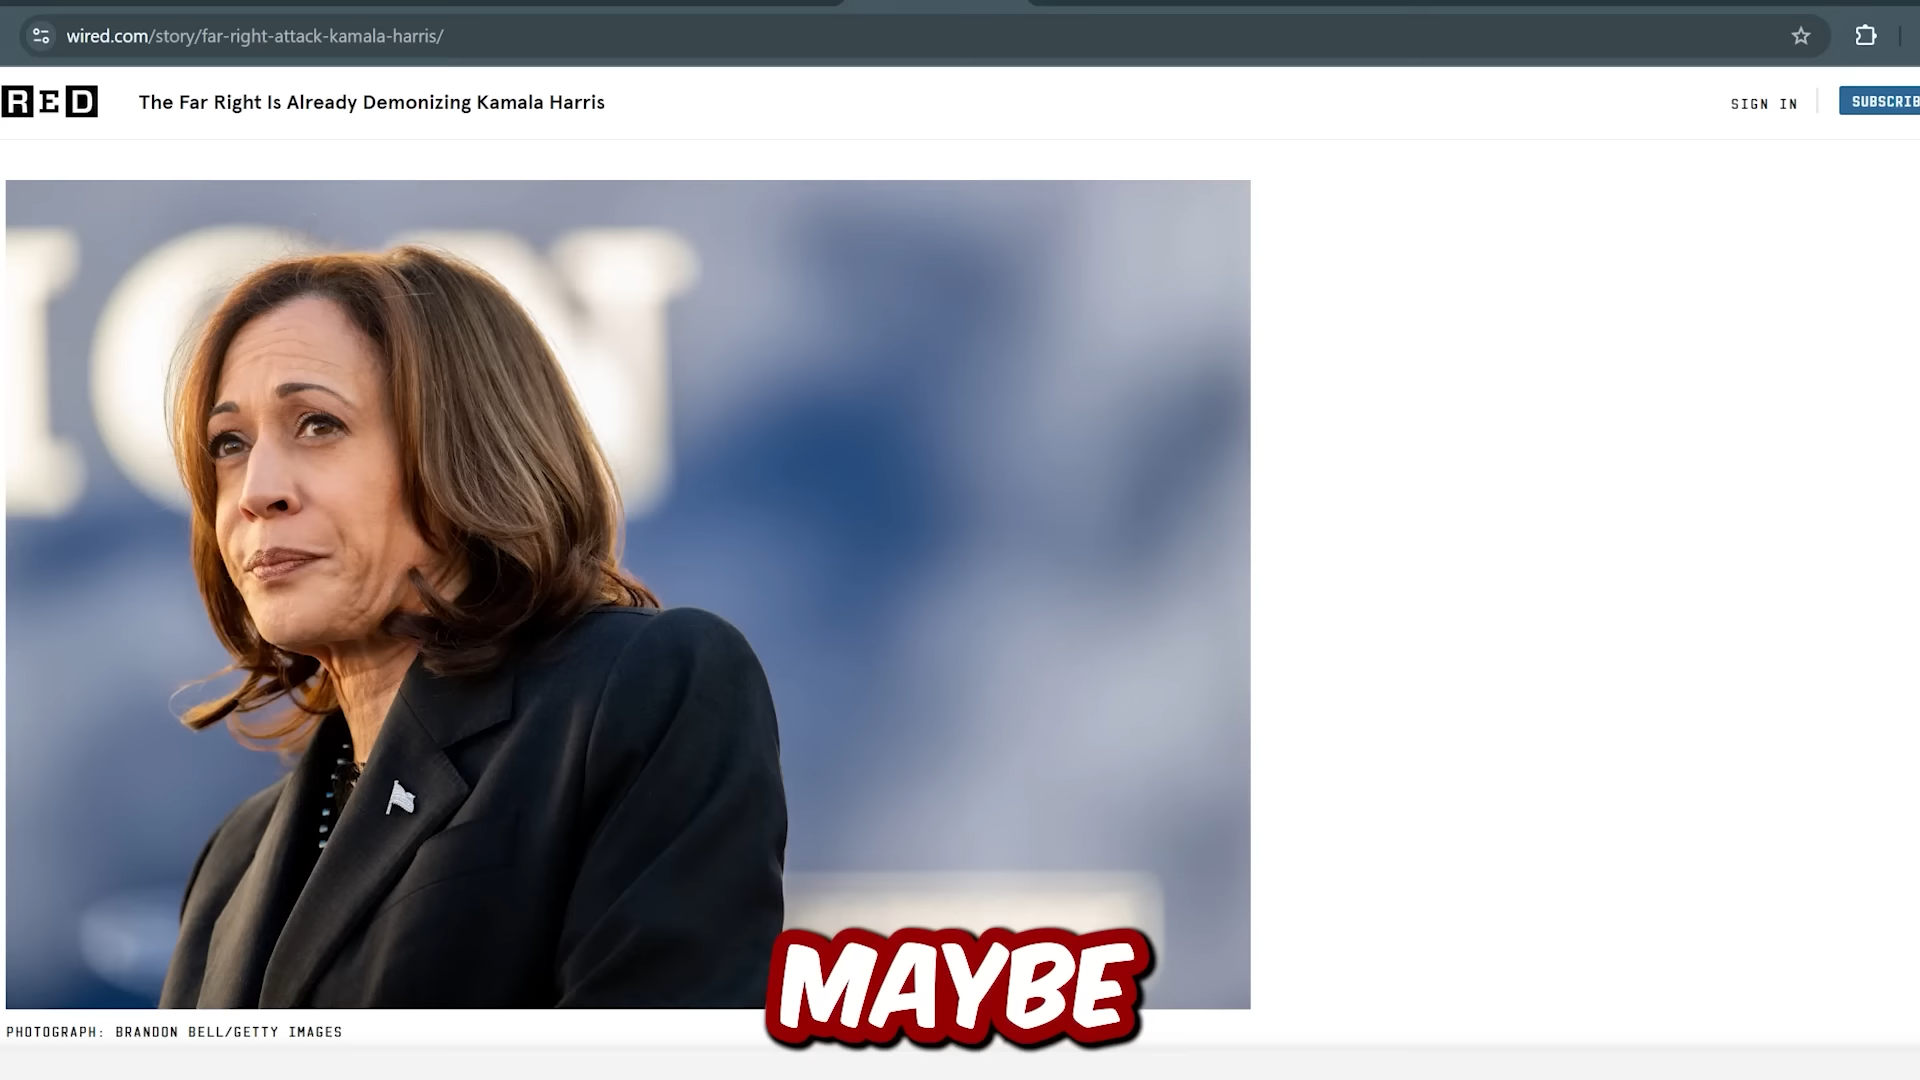 wired.com/story/far-right-attack-kamala-harris/
RED
The Far Right Is Already Demonizing Kamala Harris
SIGN IN
SUBSCRIB
ION
MAYBE
PHOTOGRAPH: BRANDON BELL/GETTY IMAGES